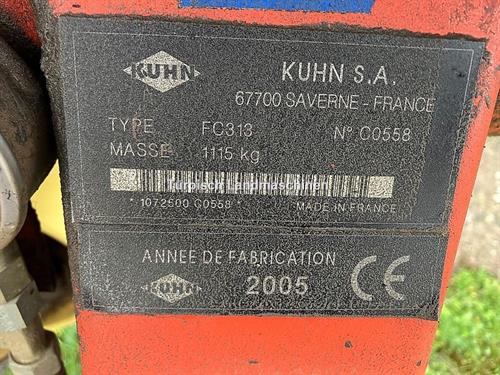 KUHN
KUHN S.A.
67700 SAVERNE - FRANCE
TYPE FC313 N° C0558
MASSE 1115 kg
Landmaschinen
* 1072500 C0558 * MADE IN FRANCE
ANNEE DE FABRICATION
KUHN 2005 CE